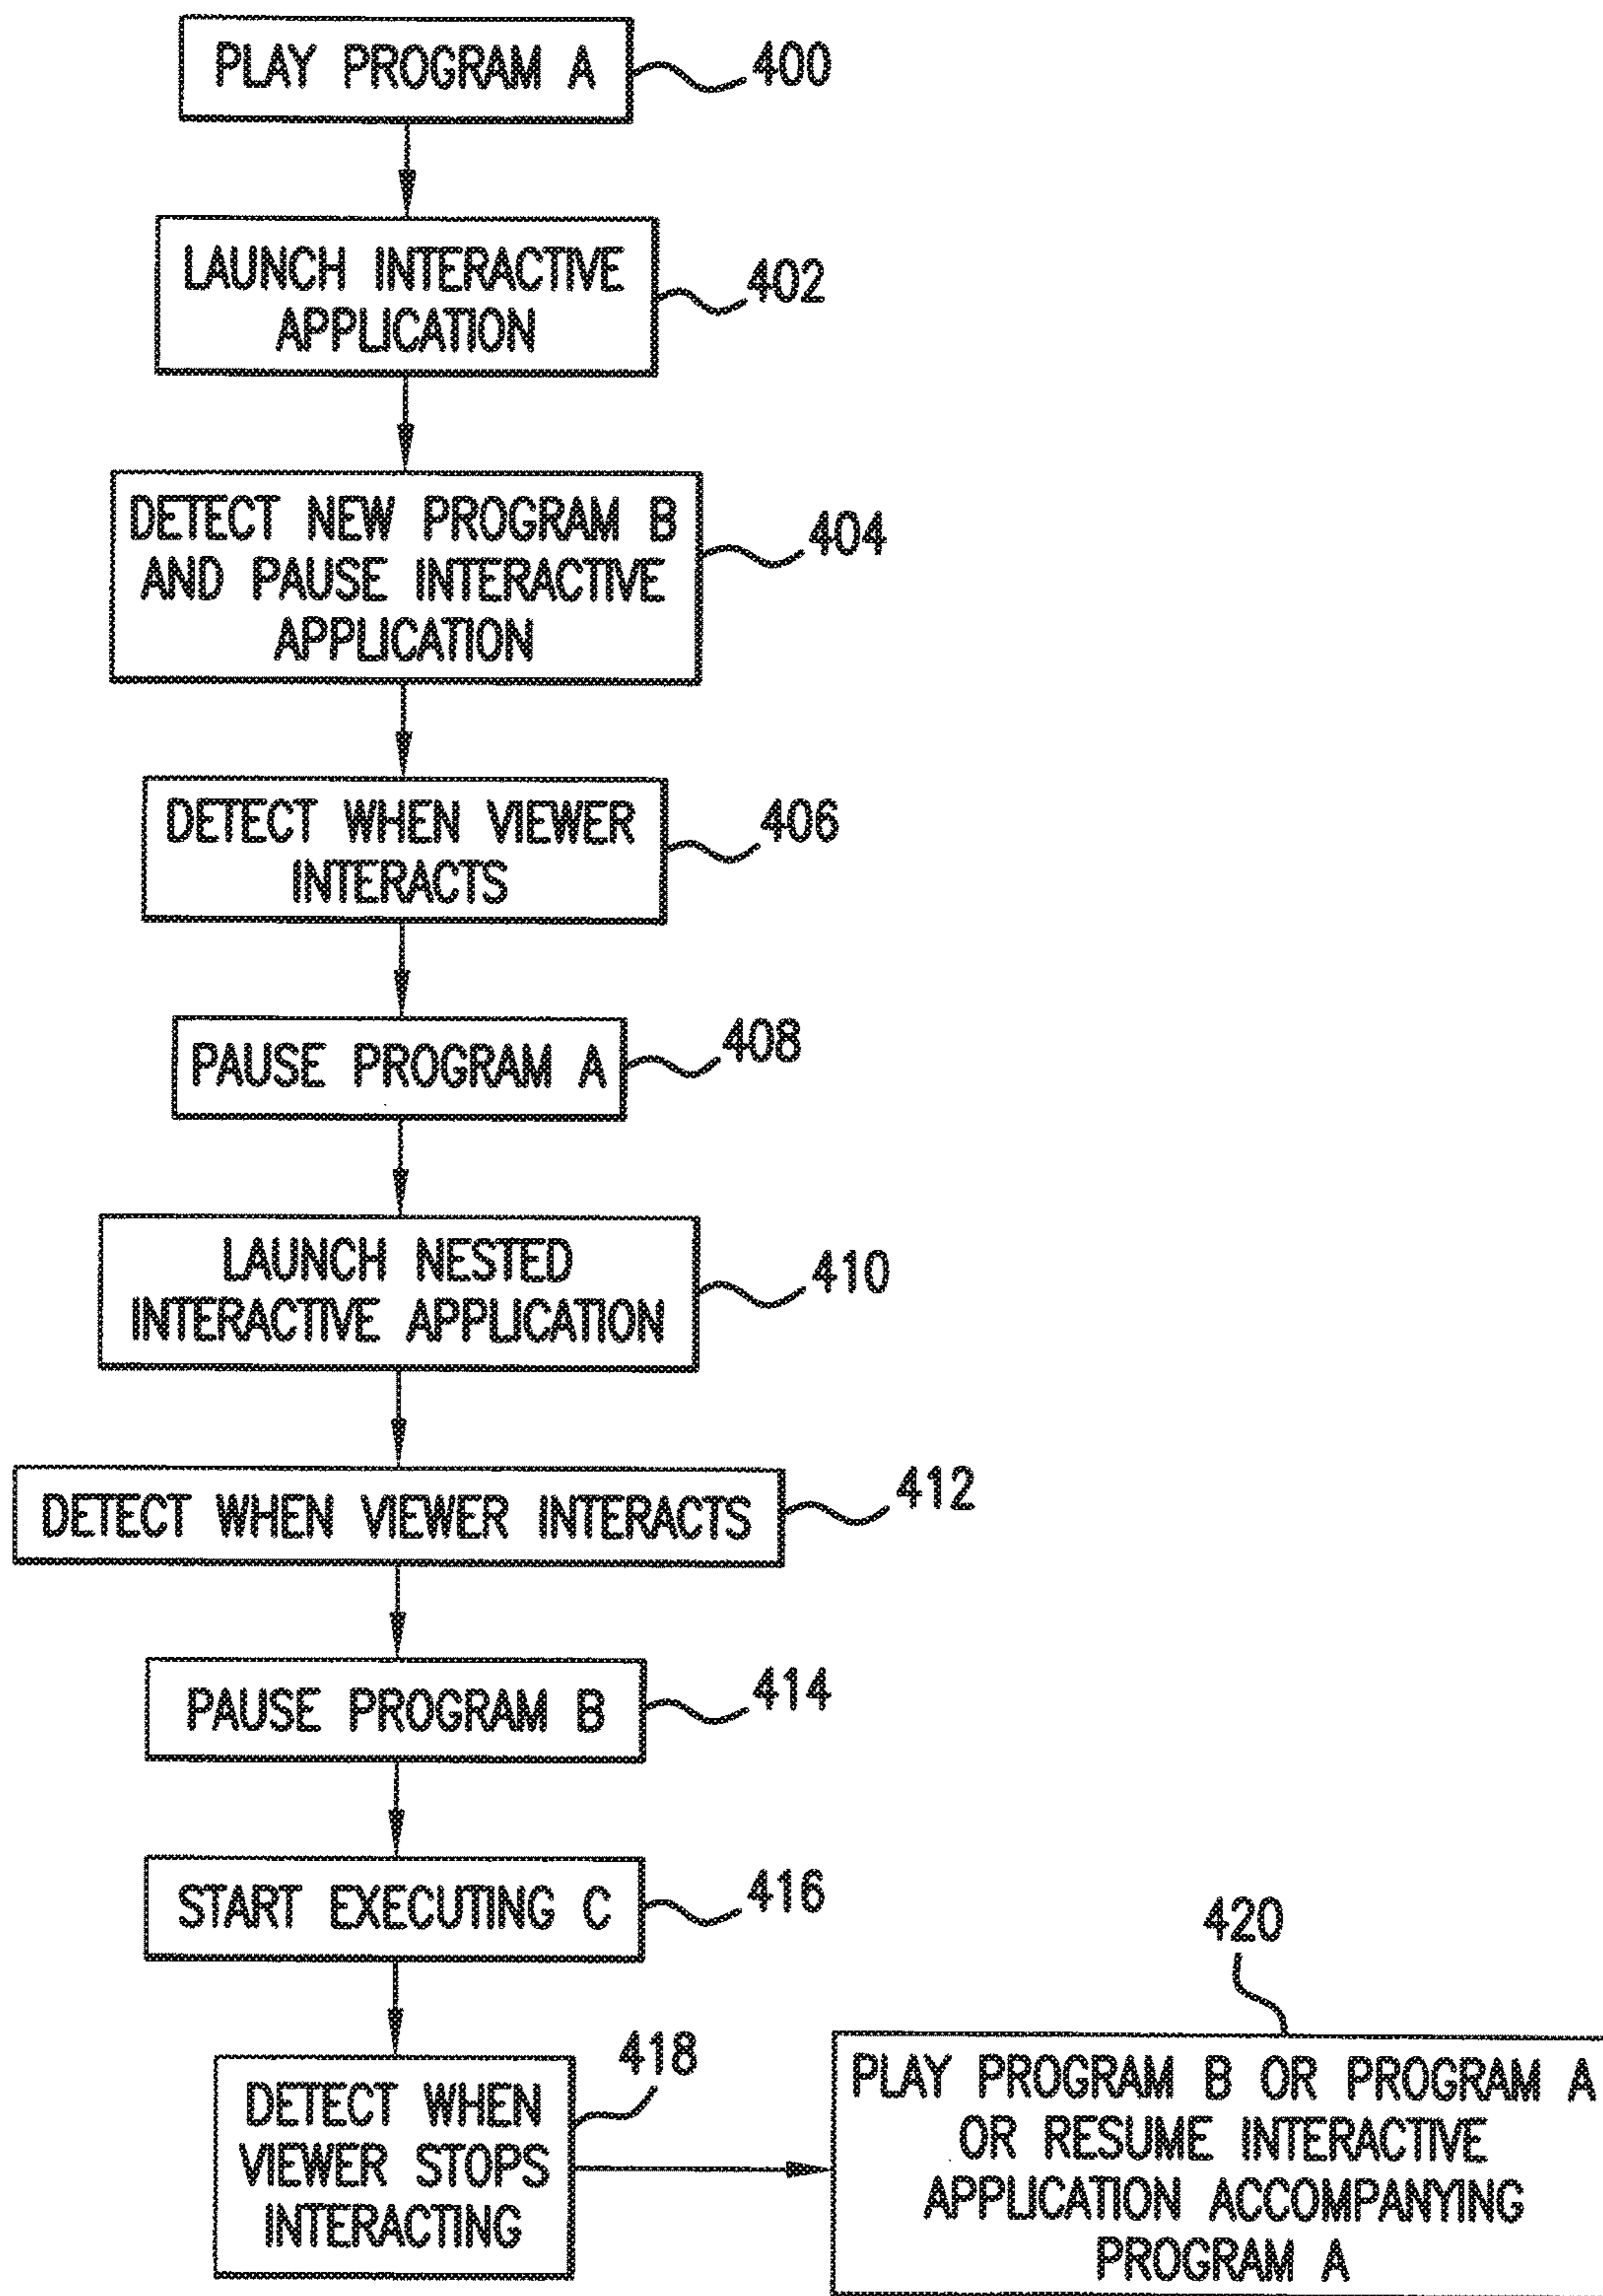 PLAY PROGRAM A
400
LAUNCH INTERACTIVE
APPLICATION
402
DETECT NEW PROGRAM B
AND PAUSE INTERACTIVE
APPLICATION
404
DETECT WHEN VIEWER
INTERACTS
406
PAUSE PROGRAM A
408
LAUNCH NESTED
INTERACTIVE APPLICATION
410
DETECT WHEN VIEWER INTERACTS
412
PAUSE PROGRAM B
414
START EXECUTING C
416
DETECT WHEN
VIEWER STOPS
INTERACTING
418
420
PLAY PROGRAM B OR PROGRAM A
OR RESUME INTERACTIVE
APPLICATION ACCOMPANYING
PROGRAM A